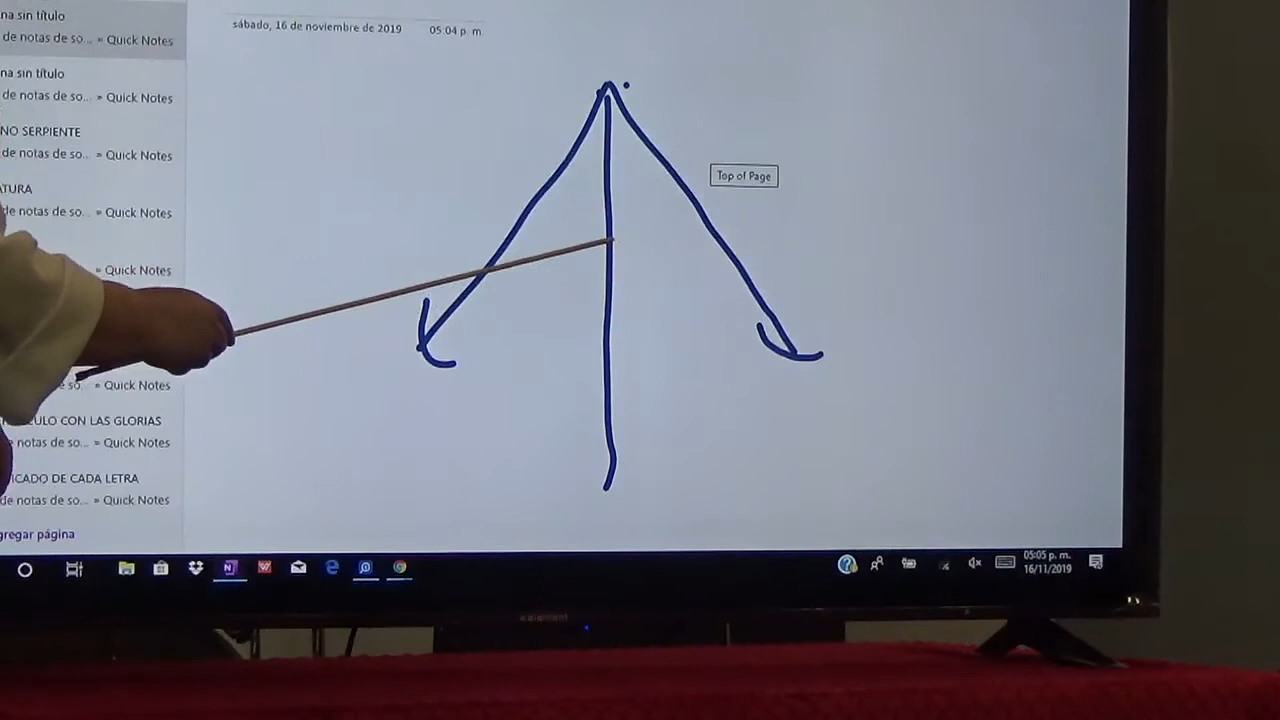 na sin título
de notas de so... » Quick Notes
na sin título
de notas de so... » Quick Notes
NO SERPIENTE
de notas de so... » Quick Notes
ATURA
de notas de so... » Quick Notes
» Quick Notes
e so... » Quick Notes
CULO CON LAS GLORIAS
e notas de so... » Quick Notes
ICADO DE CADA LETRA
de notas de so... » Quick Notes
gregar página
sábado, 16 de noviembre de 2019 05:04 p. m.
Top of Page
05:05 p. m.
16/11/2019
element